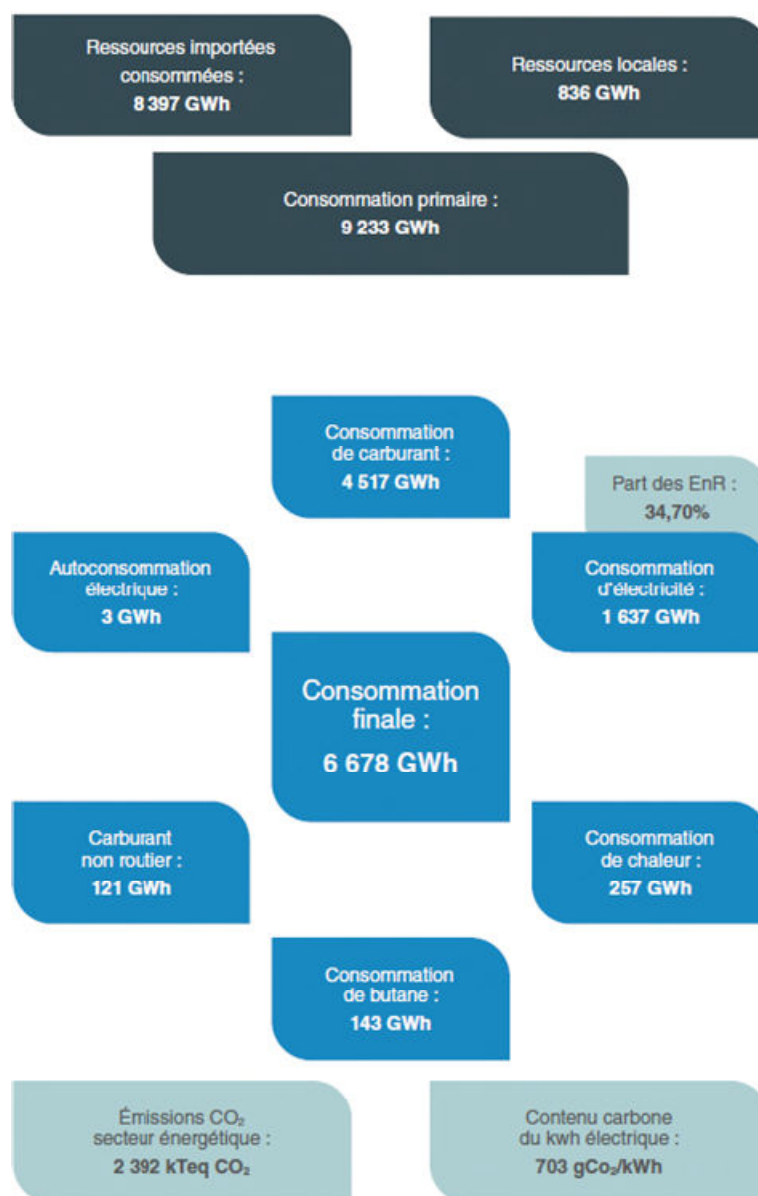 Ressources importées
consommées :
8 397 GWh
Ressources locales :
836 GWh
Consommation primaire :
9 233 GWh
Consommation
de carburant :
4 517 GWh
Part des EnR :
34,70%
Autoconsommation
électrique :
3 GWh
Consommation
d'électricité :
1 637 GWh
Consommation
finale :
6 678 GWh
Carburant
non routier :
121 GWh
Consommation
de chaleur :
257 GWh
Consommation
de butane :
143 GWh
Émissions CO₂
secteur énergétique :
2 392 kTeq CO₂
Contenu carbone
du kwh électrique :
703 gCo₂/kWh